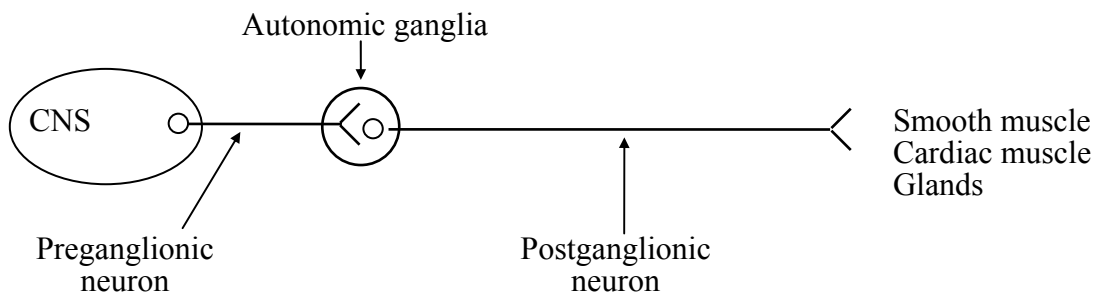 Autonomic ganglia
CNS
Smooth muscle
Cardiac muscle
Glands
Preganglionic
neuron
Postganglionic
neuron